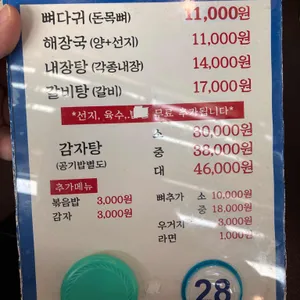 뼈다귀 (돈목뼈) 11,000원
해장국 (양+선지) 11,000원
내장탕 (각종내장) 14,000원
갈비탕 (갈비) 17,000원
*선지, 육수.. 무료 추가됩니다*
소 30,000원
감자탕 중 38,000원
(공기밥별도) 대 46,000원
추가메뉴
볶음밥 3,000원
감자 3,000원
뼈추가 소 10,000원
중 18,000원
우거지 3,000원
라면 1,000원
28